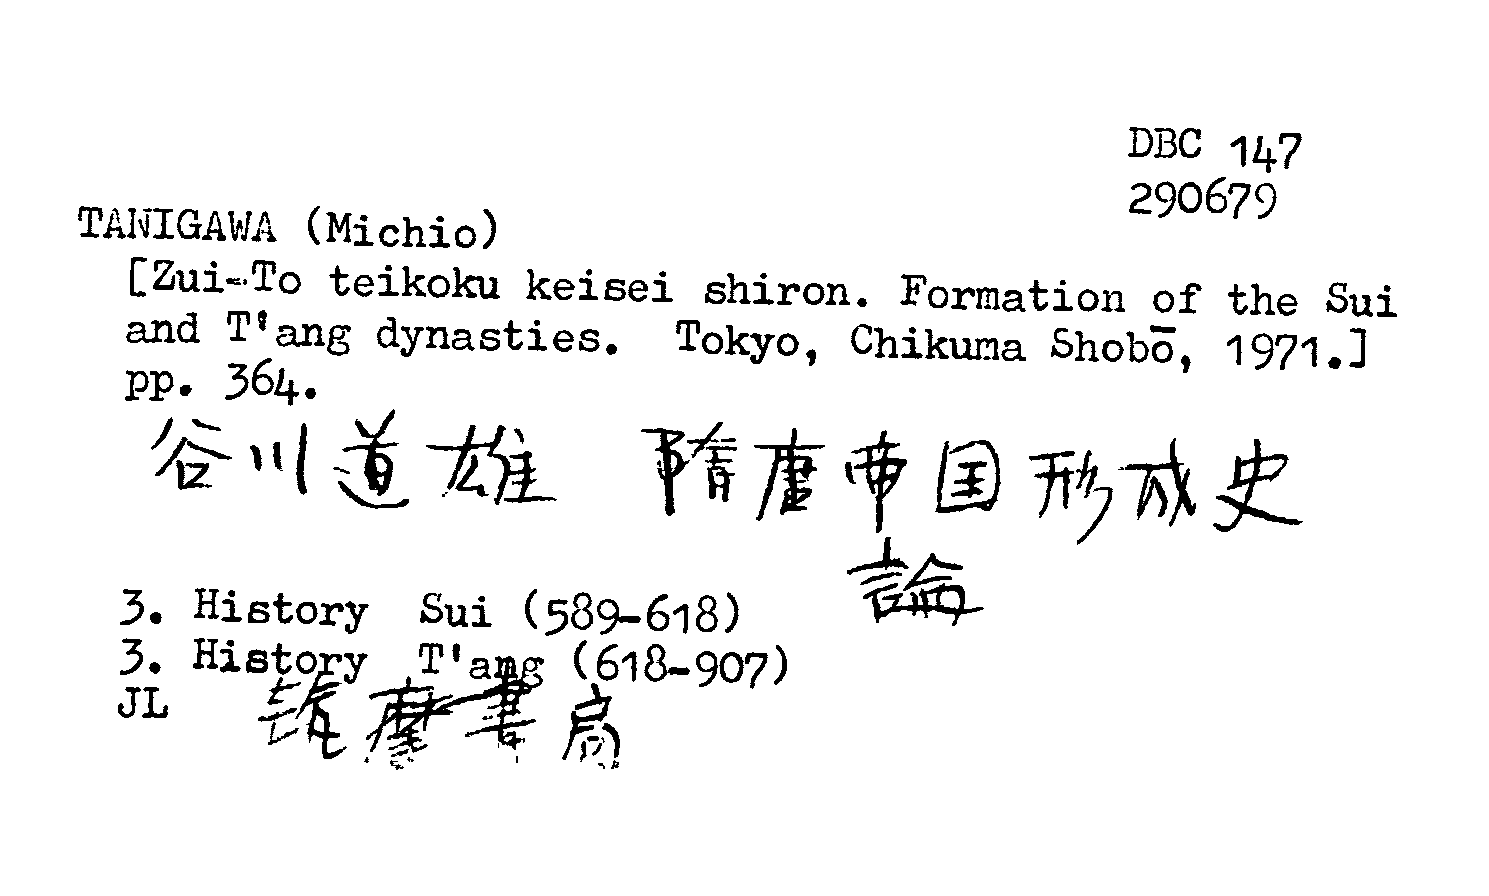 DBC 147
290679
TANIGAWA (Michio)
[Zui-To teikoku keisei shiron. Formation of the Sui
and T'ang dynasties. Tokyo, Chikuma Shobō, 1971.]
pp. 364.
谷川道雄 隋唐帝国形成史
論
3. History Sui (589-618)
3. History T'ang (618-907)
JL 筑摩書房